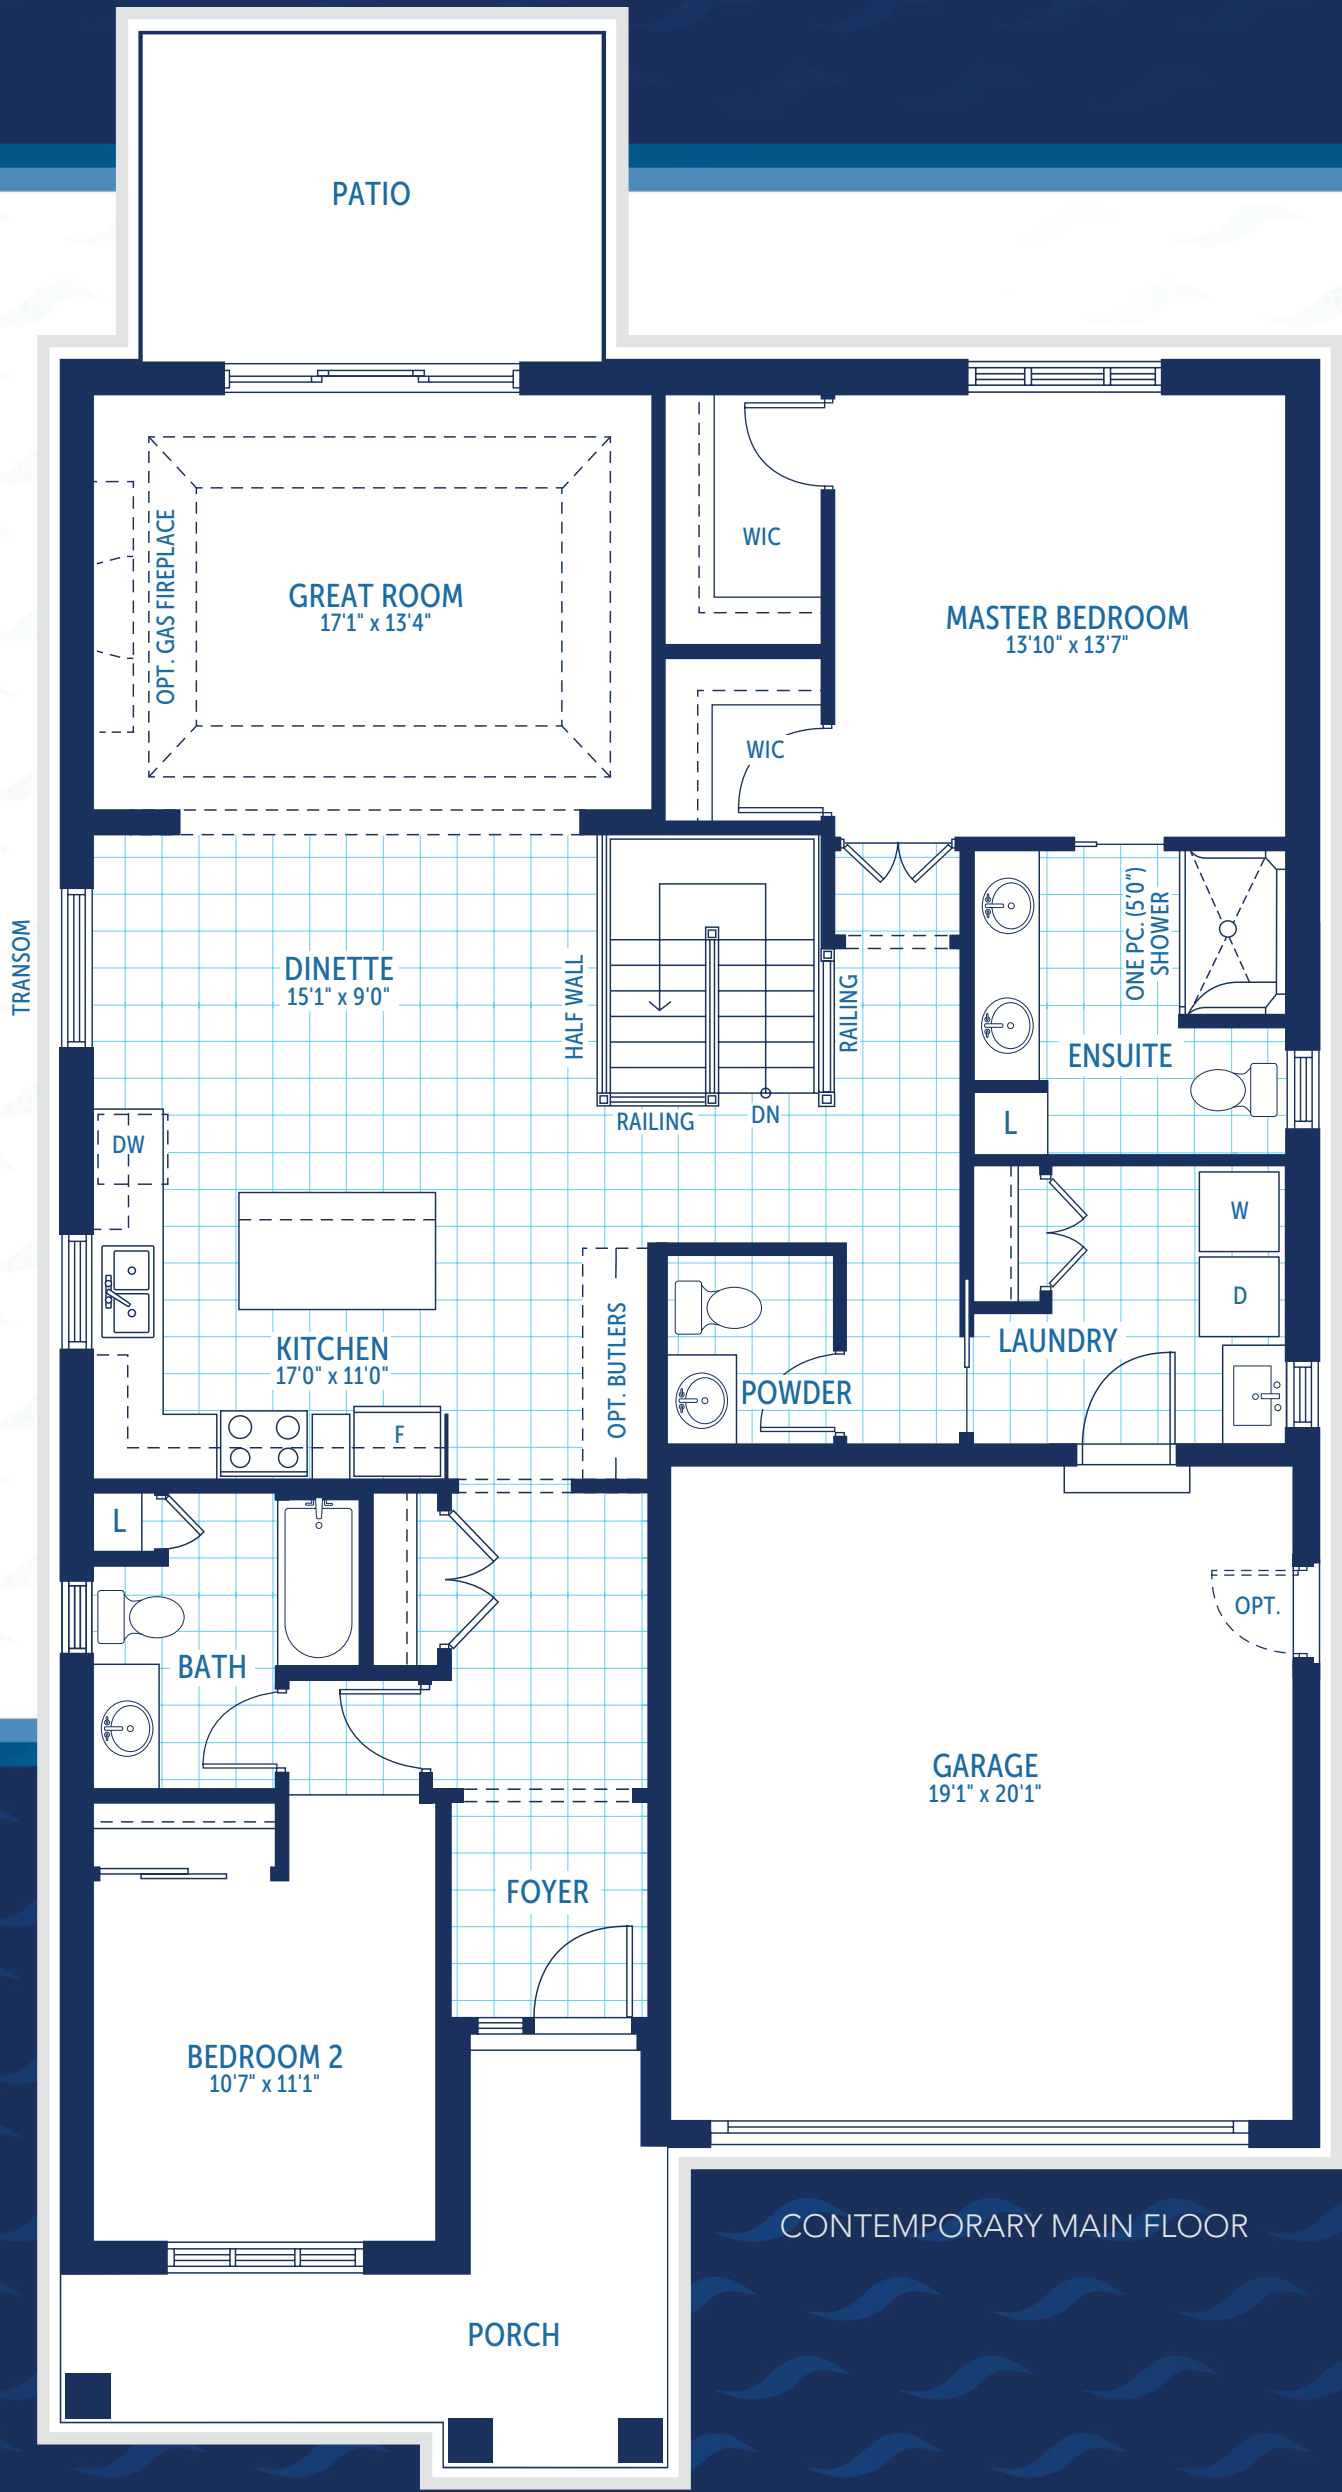 PATIO
WIC
OPT. GAS FIREPLACE
GREAT ROOM
17'1" x 13'4"
MASTER BEDROOM
13'10" x 13'7"
WIC
TRANSOM
DINETTE
15'1" x 9'0"
HALF WALL
RAILING
RAILING
DN
ONE PC. (5'0")
SHOWER
ENSUITE
L
DW
W
D
KITCHEN
17'0" x 11'0"
OPT. BUTLERS
LAUNDRY
POWDER
F
L
OPT.
BATH
GARAGE
19'1" x 20'1"
FOYER
BEDROOM 2
10'7" x 11'1"
CONTEMPORARY MAIN FLOOR
PORCH